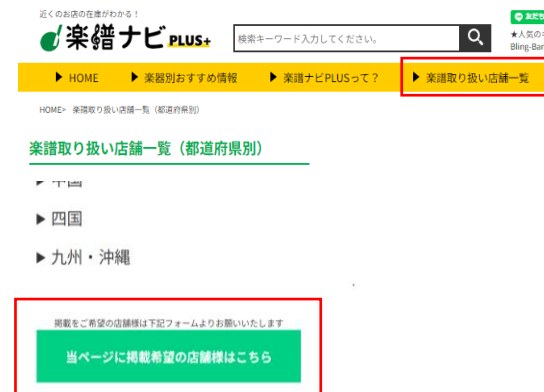 近くのお店の在庫がわかる！
楽譜ナビ PLUS+
検索キーワード入力してください。
★人気の
Bling-Ban
▶ HOME ▶ 楽器別おすすめ情報 ▶ 楽譜ナビPLUSって？ ▶ 楽譜取り扱い店舗一覧
HOME> 楽譜取り扱い店舗一覧（都道府県別）
楽譜取り扱い店舗一覧（都道府県別）
▶ 四国
▶ 九州・沖縄
掲載をご希望の店舗様は下記フォームよりお願いいたします
当ページに掲載希望の店舗様はこちら